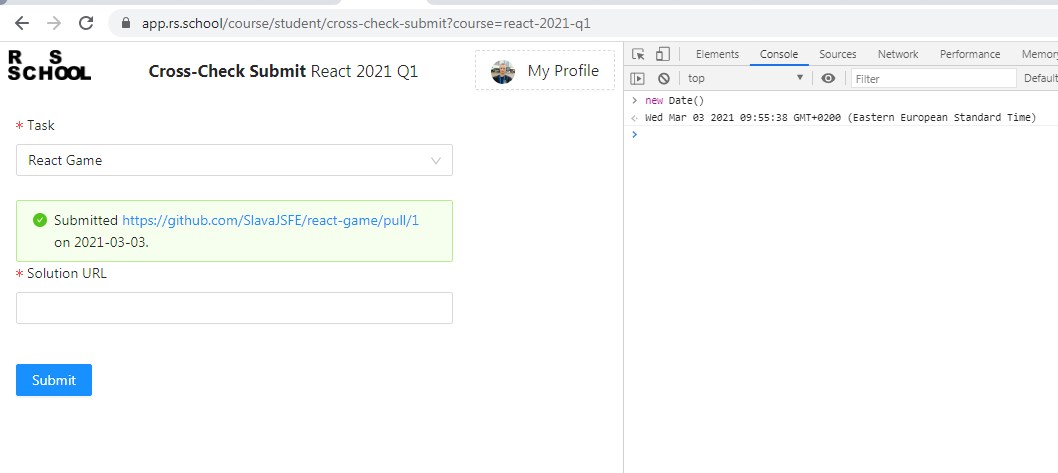 app.rs.school/course/student/cross-check-submit?course=react-2021-q1
R S
SCHOOL
Cross-Check Submit React 2021 Q1
My Profile
* Task
React Game
Submitted https://github.com/SlavaJSFE/react-game/pull/1
on 2021-03-03.
* Solution URL
Submit
Elements Console Sources Network Performance Memory
top Filter Default
new Date()
Wed Mar 03 2021 09:55:38 GMT+0200 (Eastern European Standard Time)